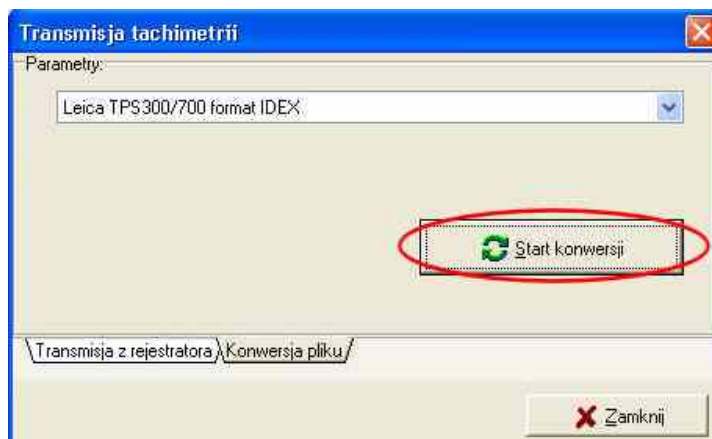 Transmisja tachimetrii
Parametry:
Leica TPS300/700 format IDEX
Start konwersji
Transmisja z rejestratora Konwersja pliku
Zamknij